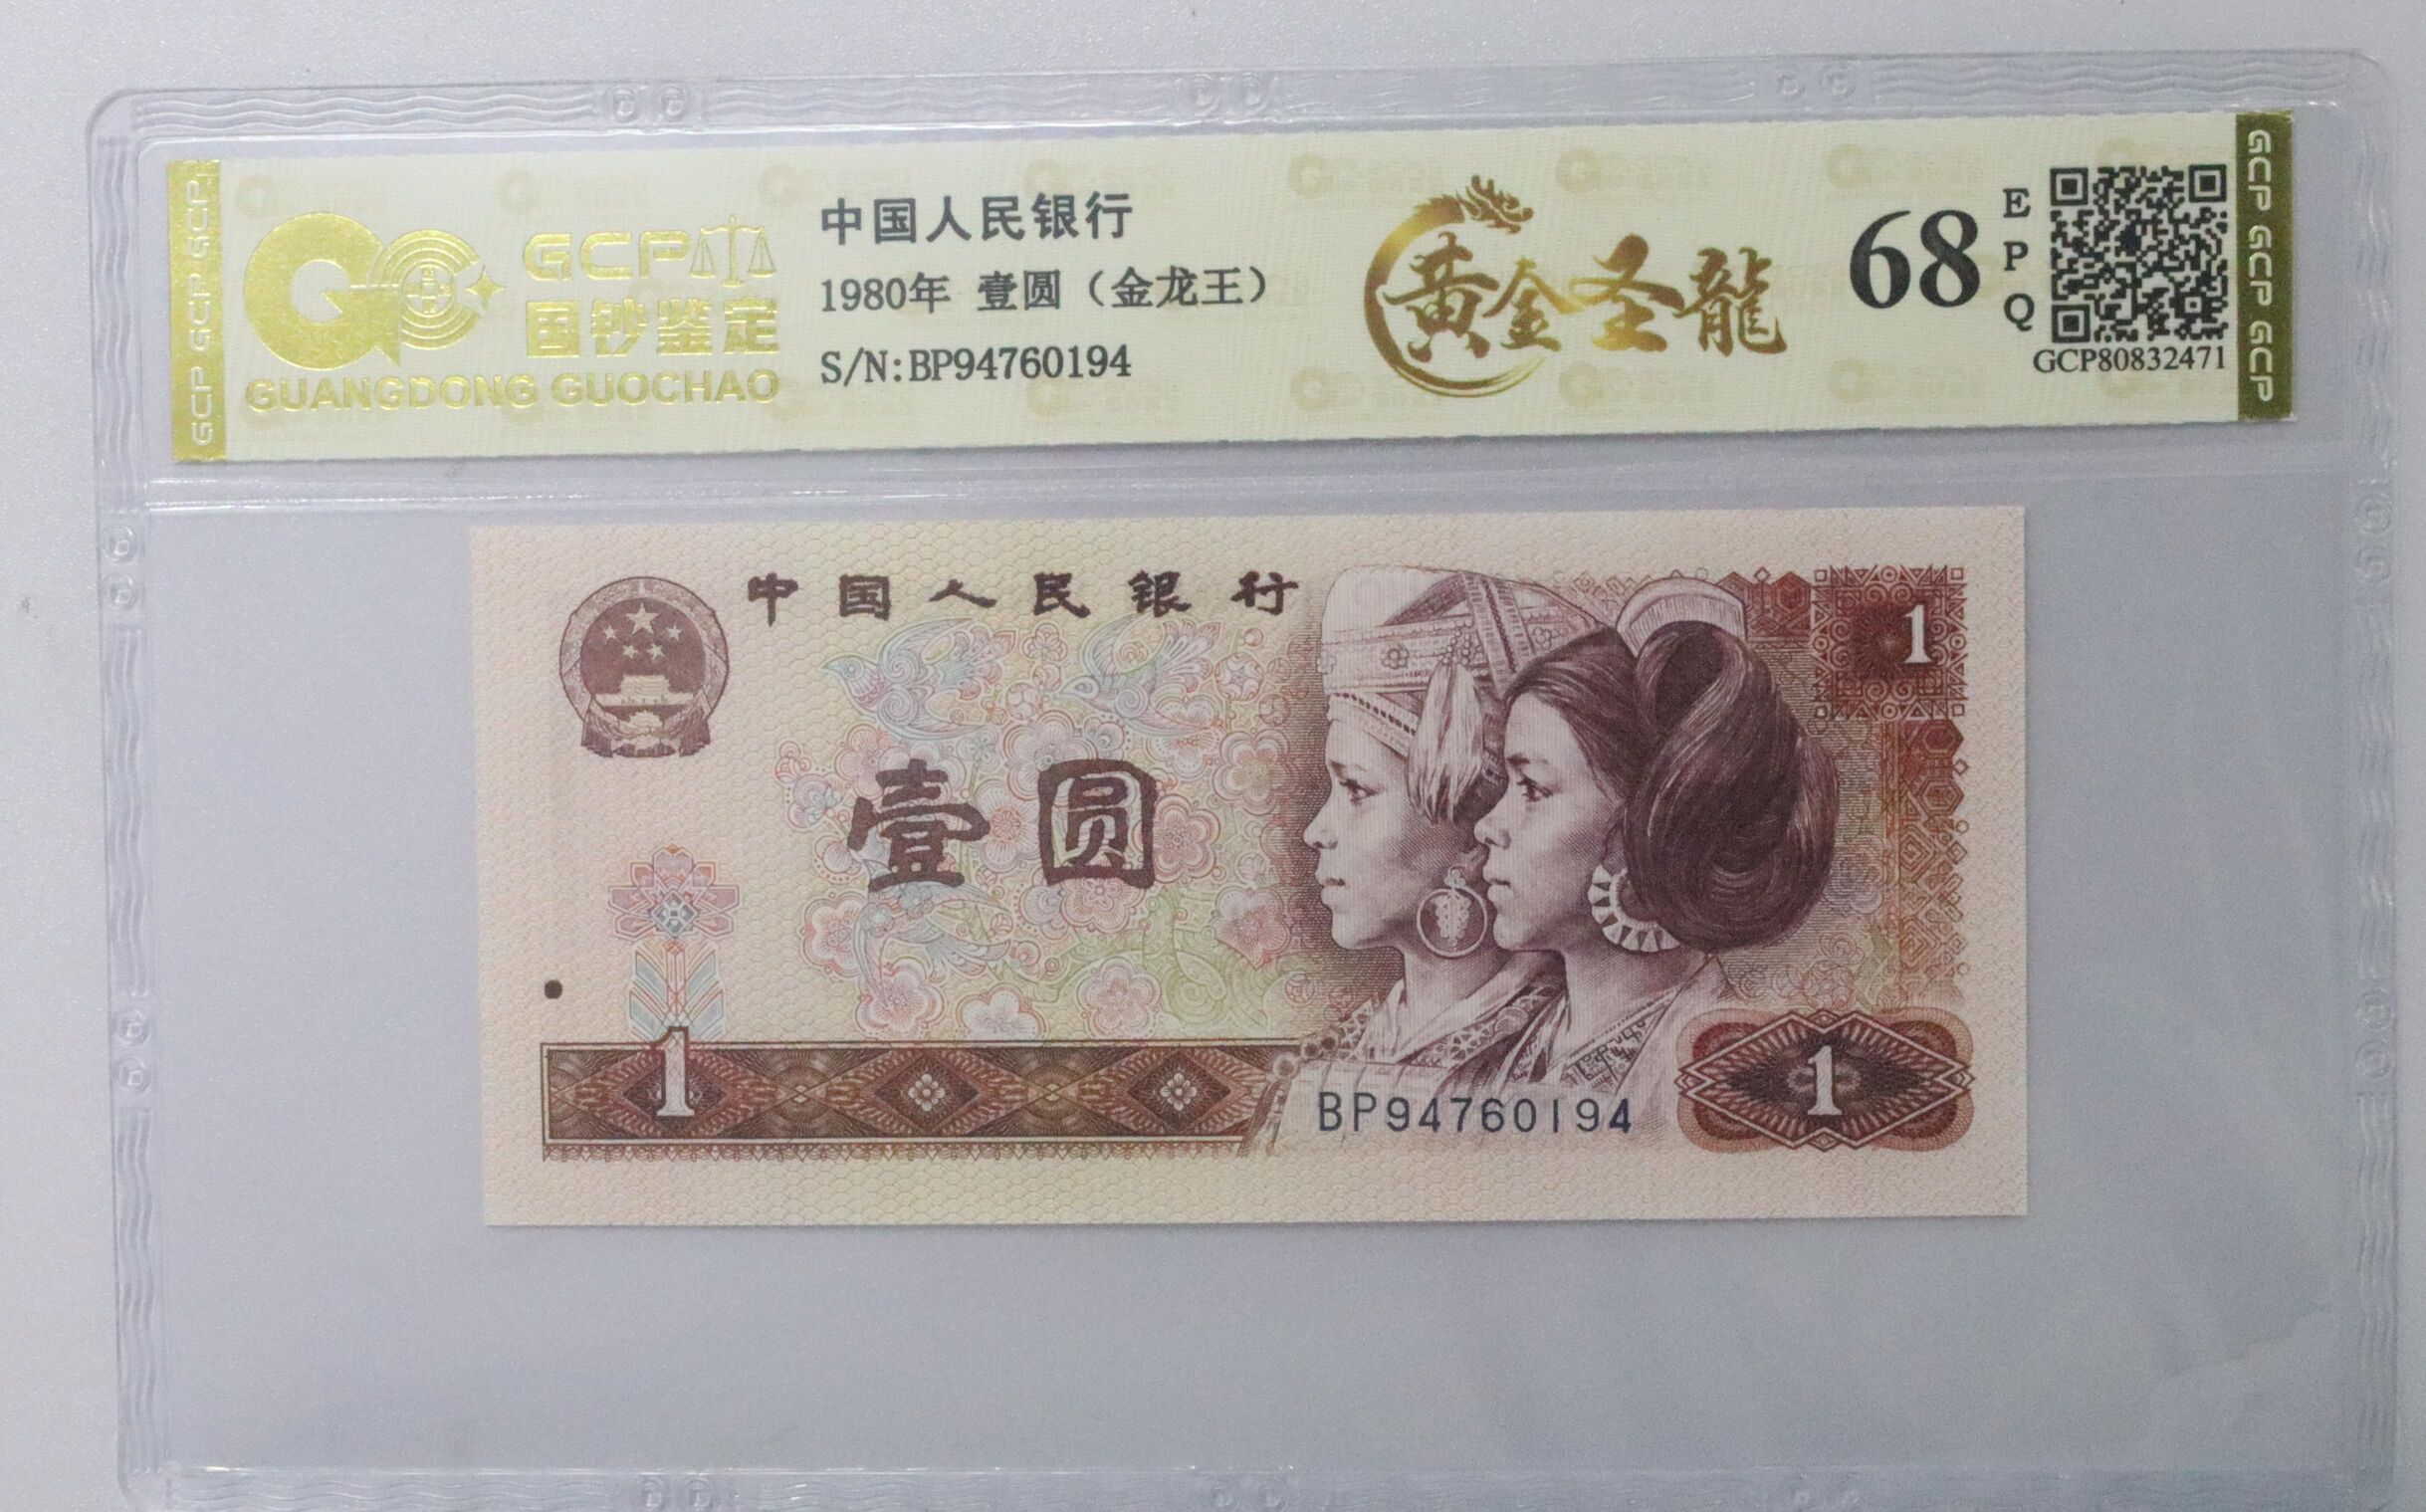 GCP GCP GCP
GCP
国钞鉴定
GUANGDONG GUOCHAO
中国人民银行
1980年 壹圆（金龙王）
S/N:BP94760194
黄金圣龍
68
EPQ
GCP80832471
GCP GCP GCP GCP
中国人民银行
1
壹圆
1
BP94760194
1